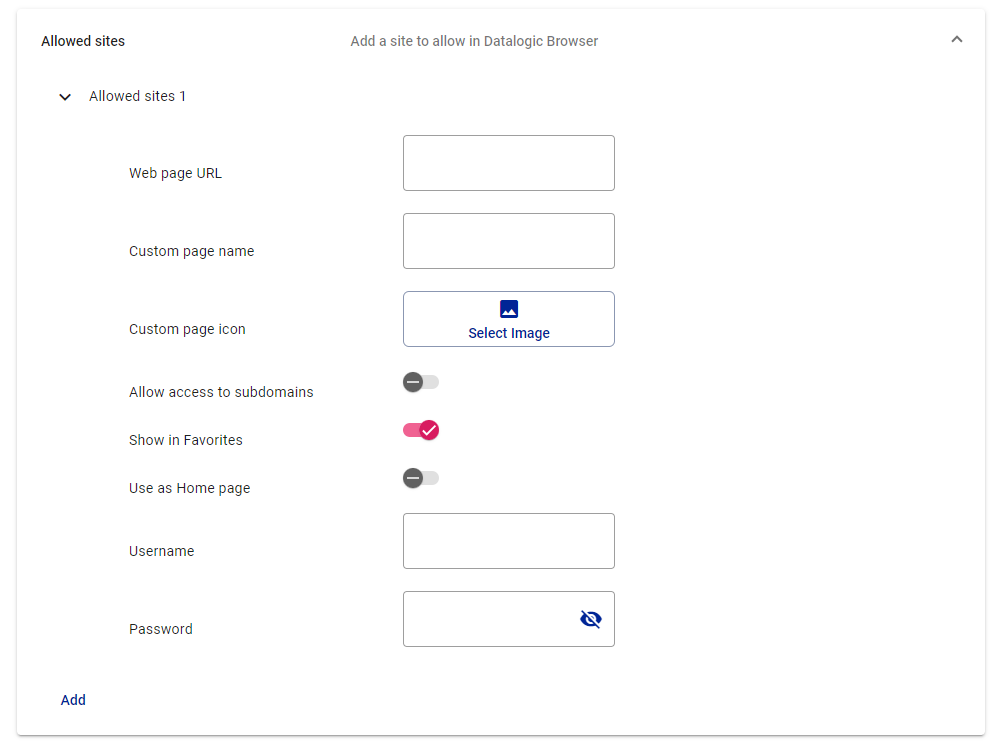 Allowed sites
Add a site to allow in Datalogic Browser
Allowed sites 1
Web page URL
Custom page name
Custom page icon
Select Image
Allow access to subdomains
Show in Favorites
Use as Home page
Username
Password
Add